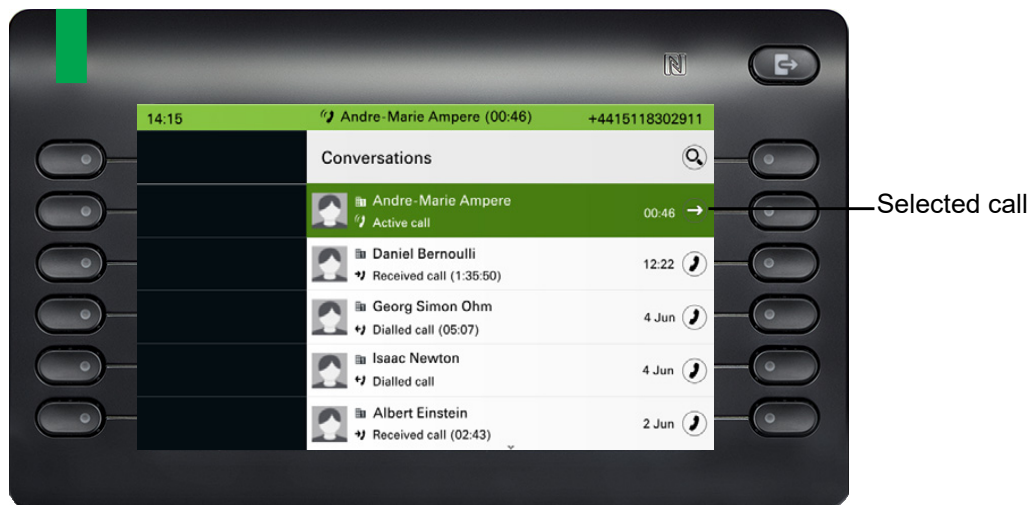 14:15 Andre-Marie Ampere (00:46) +4415118302911
Conversations
Andre-Marie Ampere
Active call 00:46
Selected call
Daniel Bernoulli
Received call (1:35:50) 12:22
Georg Simon Ohm
Dialled call (05:07) 4 Jun
Isaac Newton
Dialled call 4 Jun
Albert Einstein
Received call (02:43) 2 Jun